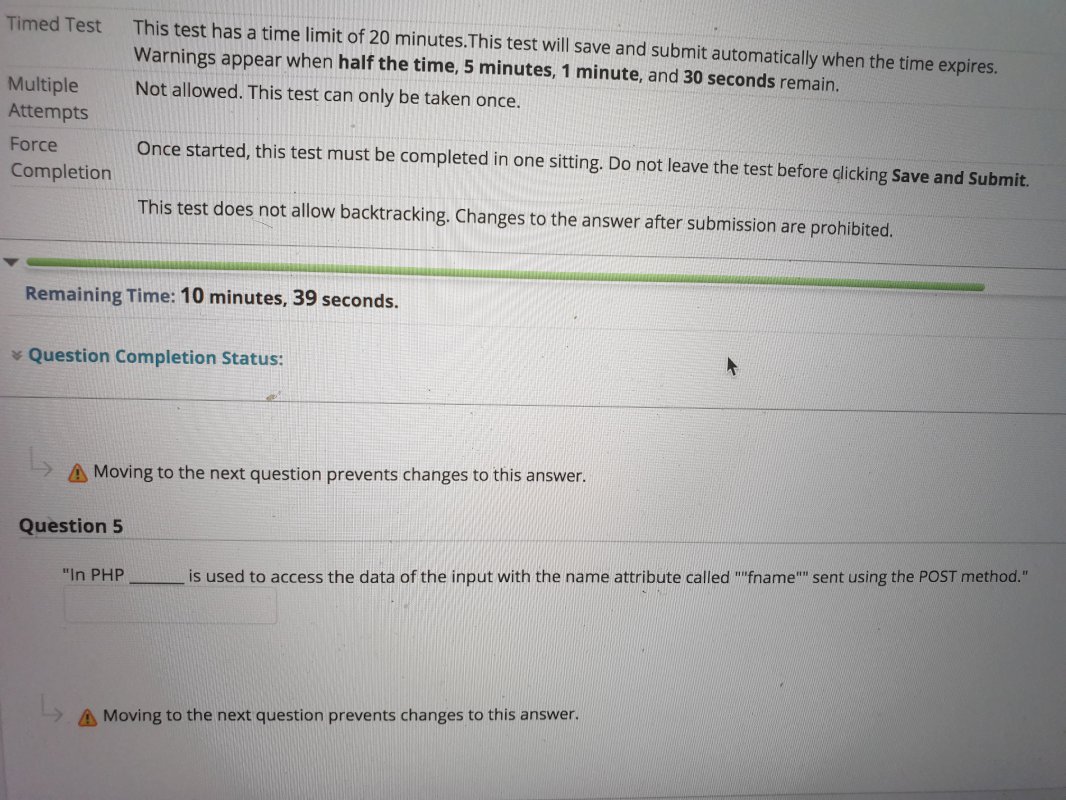 Timed Test This test has a time limit of 20 minutes.This test will save and submit automatically when the time expires.
Warnings appear when half the time, 5 minutes, 1 minute, and 30 seconds remain.
Multiple Attempts Not allowed. This test can only be taken once.
Force Completion Once started, this test must be completed in one sitting. Do not leave the test before clicking Save and Submit.
This test does not allow backtracking. Changes to the answer after submission are prohibited.
Remaining Time: 10 minutes, 39 seconds.
Question Completion Status:
Moving to the next question prevents changes to this answer.
Question 5
"In PHP ______ is used to access the data of the input with the name attribute called ""fname"" sent using the POST method."
Moving to the next question prevents changes to this answer.